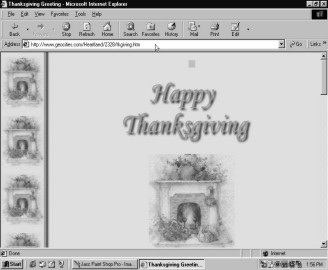 Thanksgiving Greeting - Microsoft Internet Explorer
File Edit View Favorites Tools Help
Back Stop Refresh Home Search Favorites History Mail Print Edit
Address http://www.geocities.com/Heartland/2328/tkgiving.htm Go Links »
Happy
Thanksgiving
Done Internet
Start Jasc Paint Shop Pro - Ima... Thanksgiving Greetin... 1:56 PM